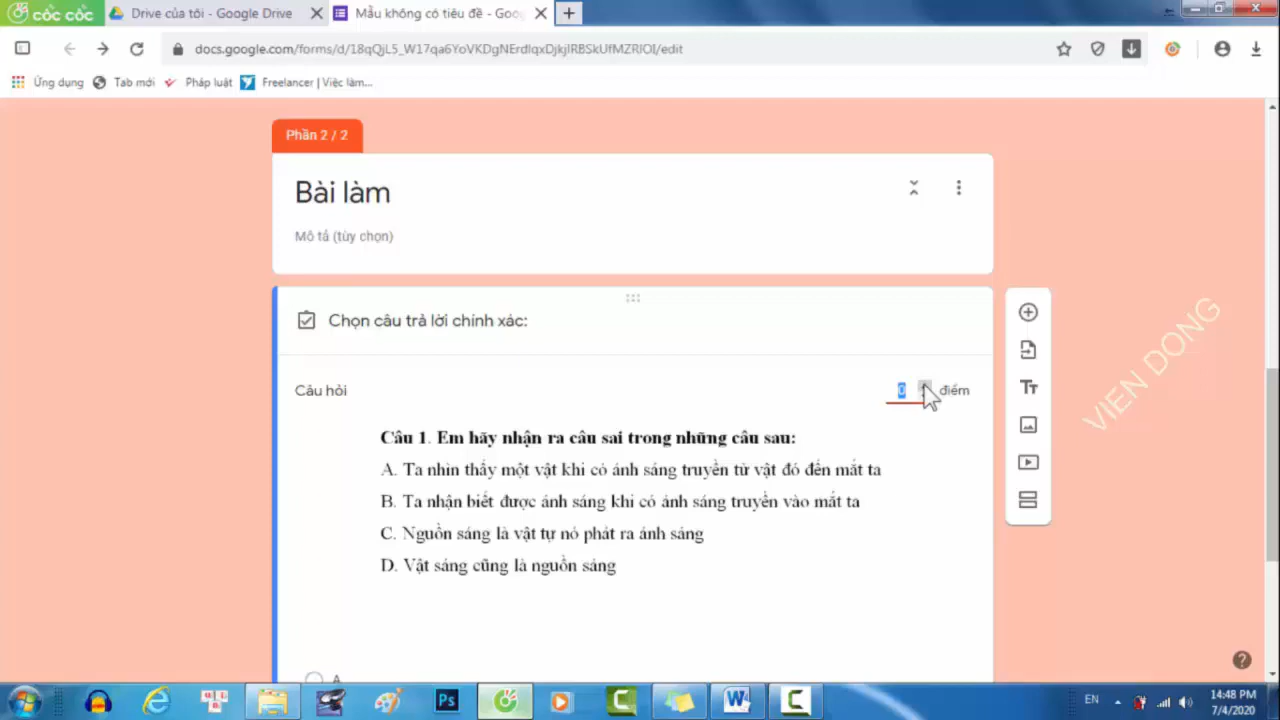 cốc cốc
Drive của tôi - Google Drive
Mẫu không có tiêu đề - Goo
docs.google.com/forms/d/18qQjL5_W17qa6YoVKDgNErdIqxDjkjIRBSkUfMZRlOI/edit
Ứng dụng
Tab mới
Pháp luật
Freelancer | Việc làm...
Phần 2 / 2
Bài làm
Mô tả (tùy chọn)
Chọn câu trả lời chính xác:
Câu hỏi
0
điểm
Câu 1. Em hãy nhận ra câu sai trong những câu sau:
A. Ta nhìn thấy một vật khi có ánh sáng truyền từ vật đó đến mắt ta
B. Ta nhận biết được ánh sáng khi có ánh sáng truyền vào mắt ta
C. Nguồn sáng là vật tự nó phát ra ánh sáng
D. Vật sáng cũng là nguồn sáng
A
VIEN DONG
EN
14:48 PM
7/4/2020